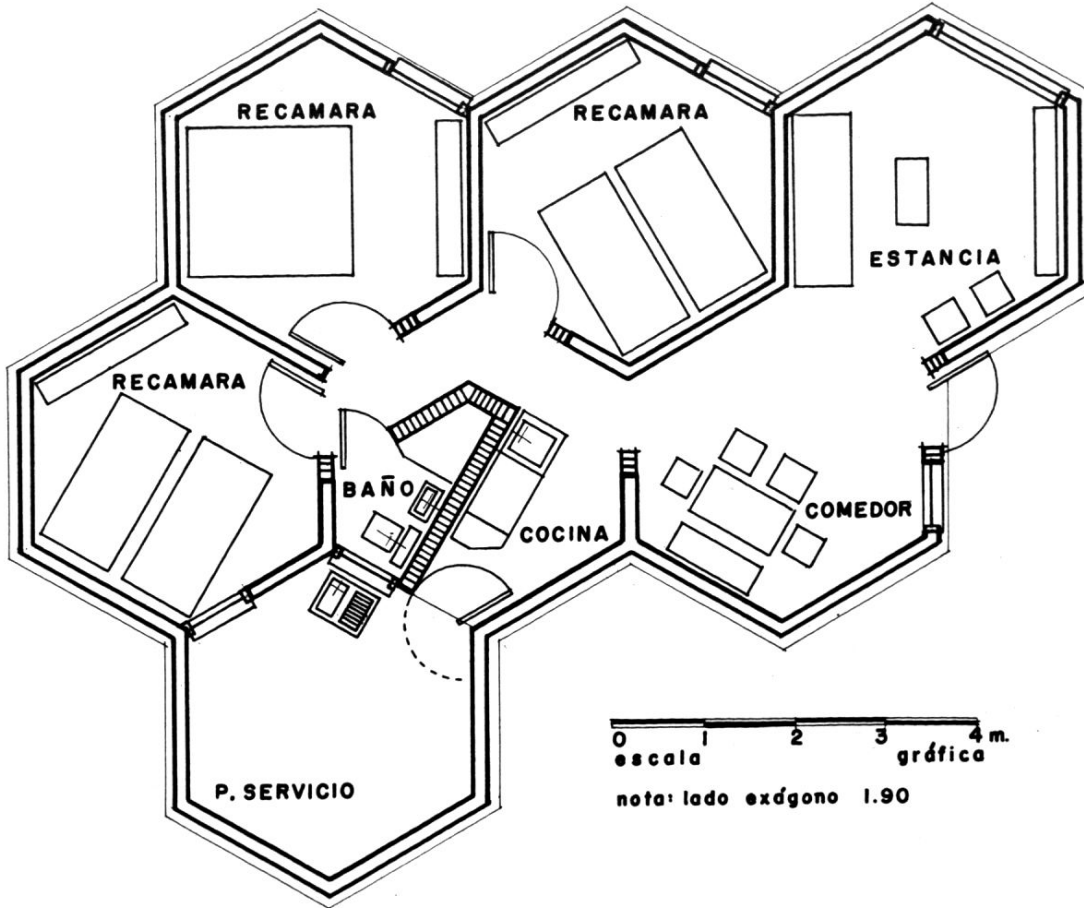 RECAMARA
RECAMARA
ESTANCIA
RECAMARA
BAÑO
COCINA
COMEDOR
P. SERVICIO
0 1 2 3 4 m.
escala gráfica
nota: lado exágono 1.90